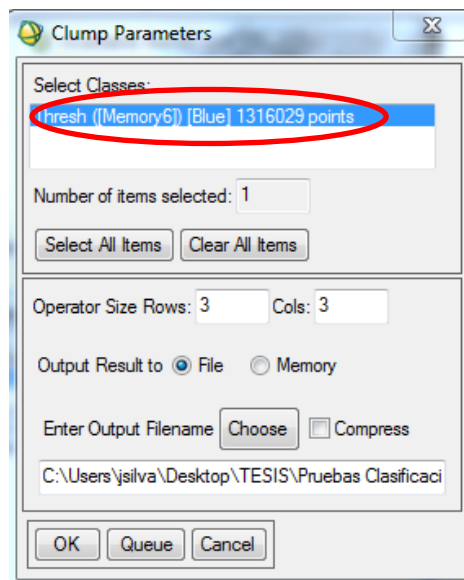 Clump Parameters
X
Select Classes:
Thresh ([Memory6]) [Blue] 1316029 points
Number of items selected: 1
Select All Items Clear All Items
Operator Size Rows: 3 Cols: 3
Output Result to File Memory
Enter Output Filename Choose Compress
C:\Users\jsilva\Desktop\TESIS\Pruebas Clasificaci
OK Queue Cancel